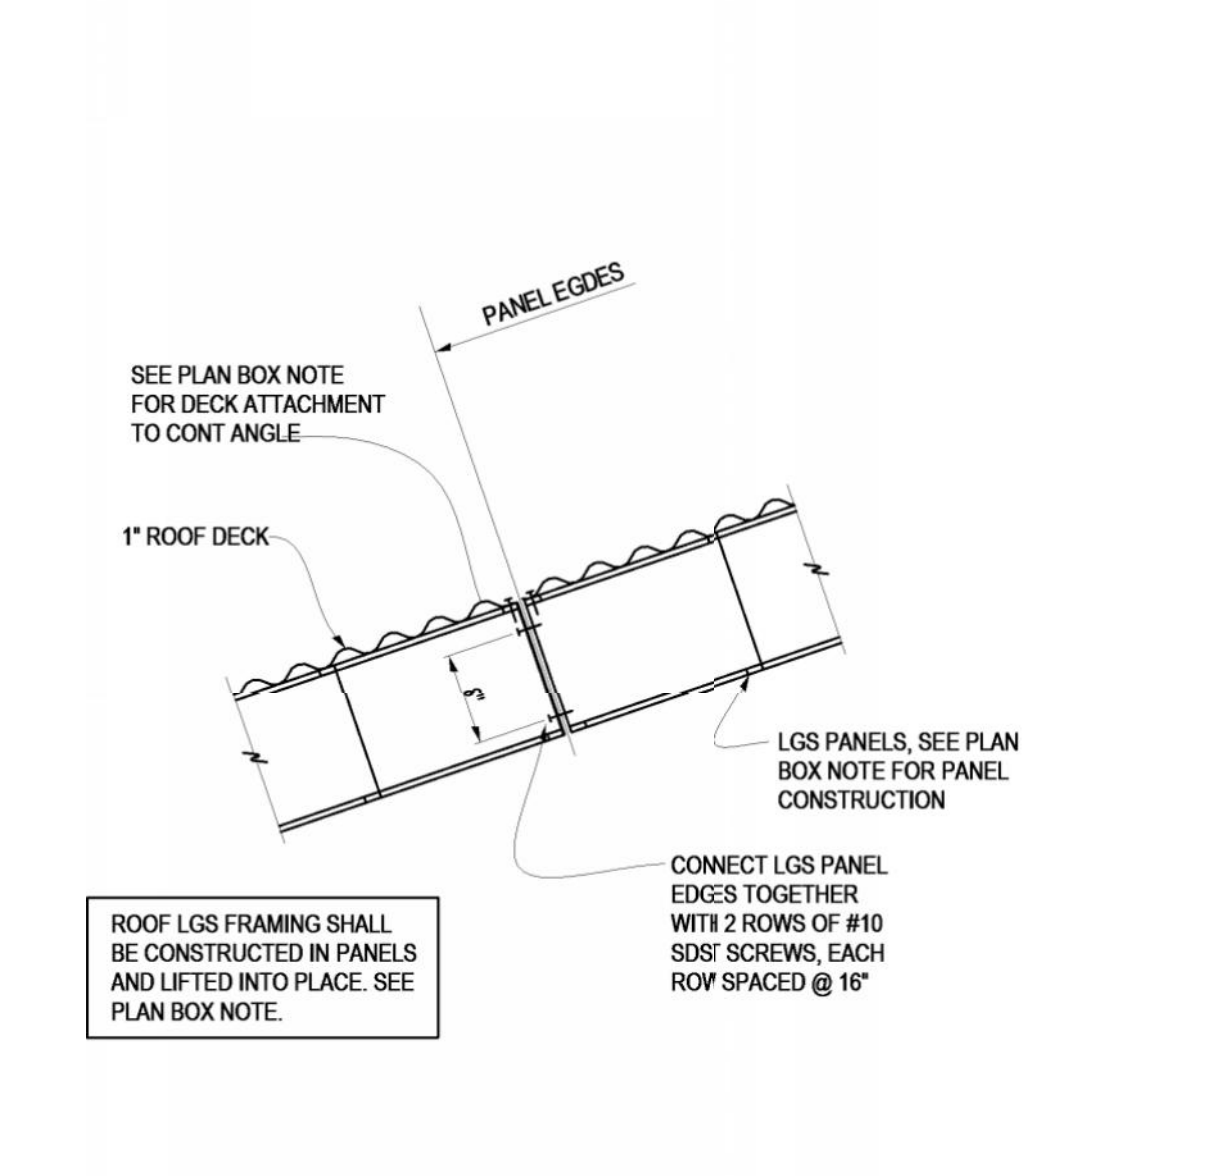 PANEL EGDES
SEE PLAN BOX NOTE
FOR DECK ATTACHMENT
TO CONT ANGLE
1" ROOF DECK
3"
LGS PANELS, SEE PLAN
BOX NOTE FOR PANEL
CONSTRUCTION
CONNECT LGS PANEL
EDGES TOGETHER
WITH 2 ROWS OF #10
SDST SCREWS, EACH
ROW SPACED @ 16"
ROOF LGS FRAMING SHALL
BE CONSTRUCTED IN PANELS
AND LIFTED INTO PLACE. SEE
PLAN BOX NOTE.